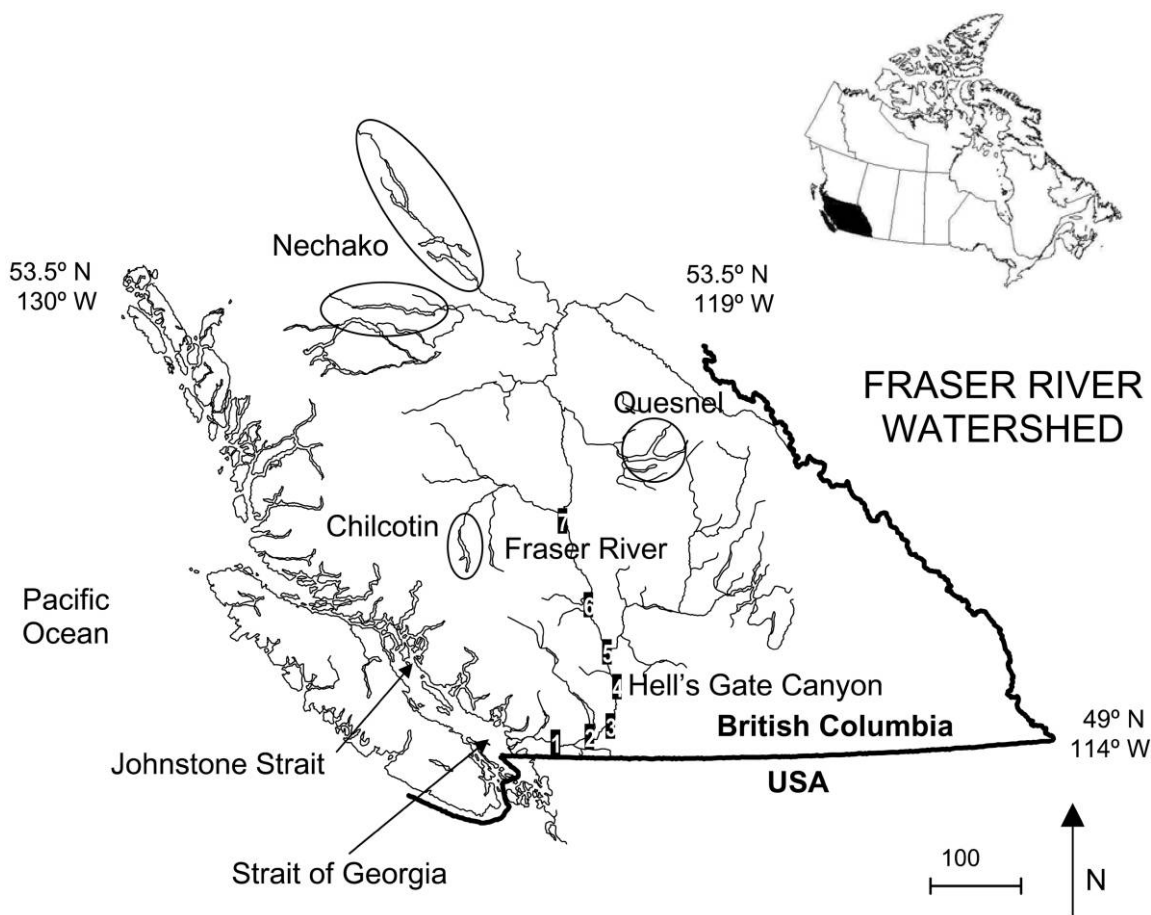 Nechako
53.5º N
130º W
53.5º N
119º W
FRASER RIVER
WATERSHED
Quesnel
Chilcotin
7
Fraser River
Pacific
Ocean
6
5
4
Hell's Gate Canyon
3
British Columbia
2
1
49º N
114º W
Johnstone Strait
USA
Strait of Georgia
100
N